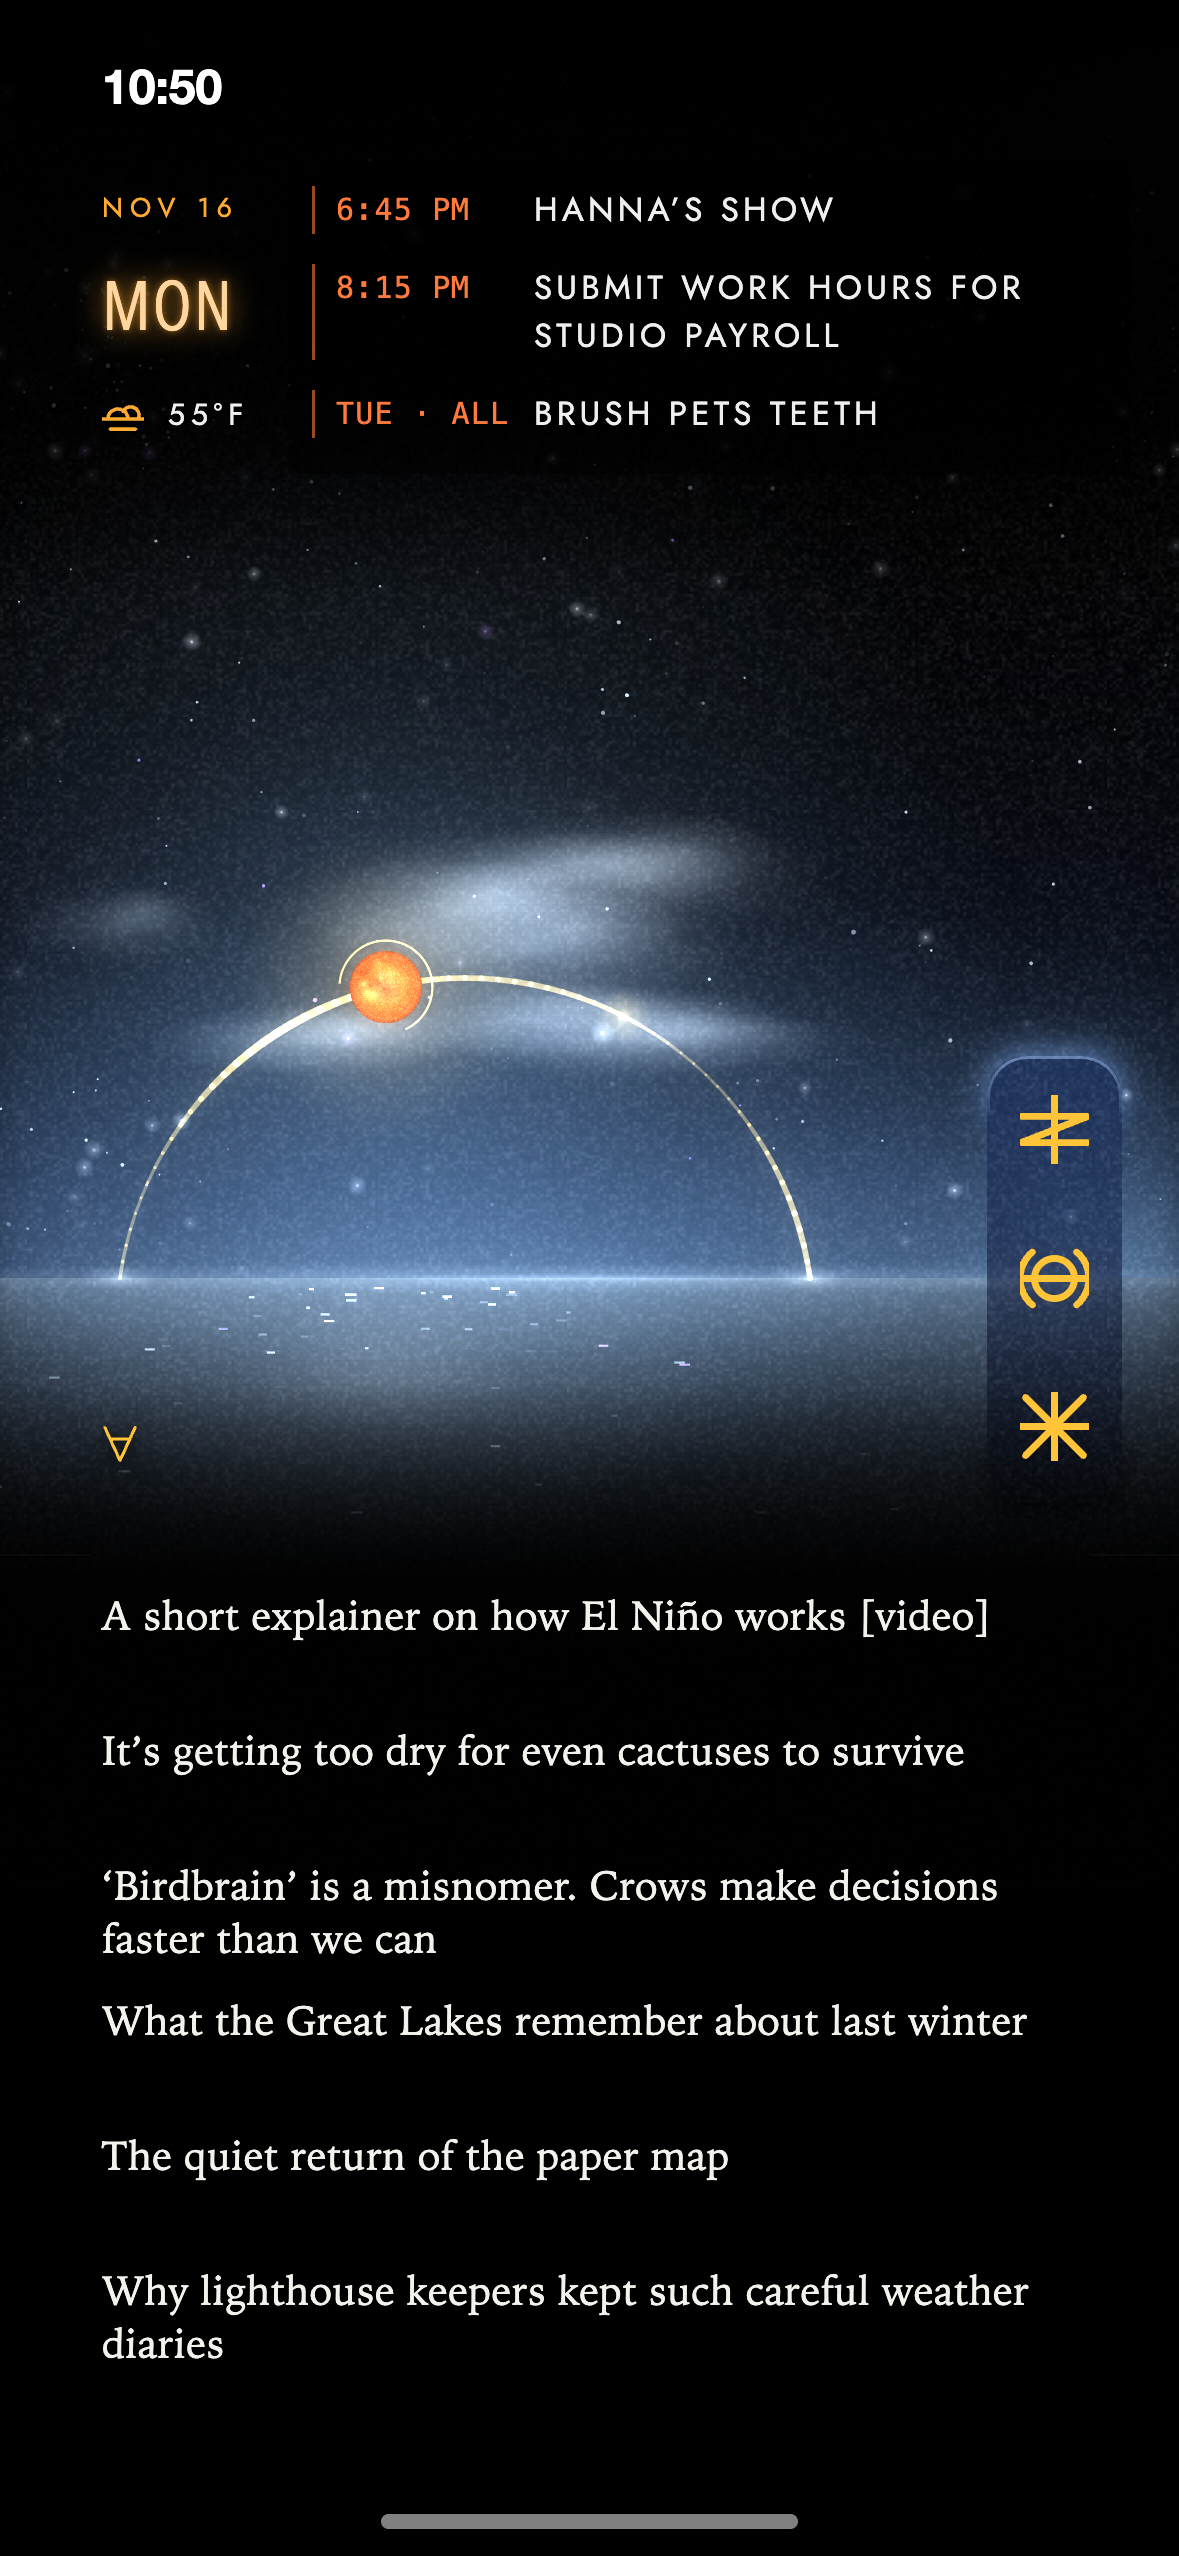 10:50
NOV 16
MON
55°F
6:45 PM HANNA’S SHOW
8:15 PM SUBMIT WORK HOURS FOR
STUDIO PAYROLL
TUE · ALL BRUSH PETS TEETH
A short explainer on how El Niño works [video]
It’s getting too dry for even cactuses to survive
‘Birdbrain’ is a misnomer. Crows make decisions
faster than we can
What the Great Lakes remember about last winter
The quiet return of the paper map
Why lighthouse keepers kept such careful weather
diaries